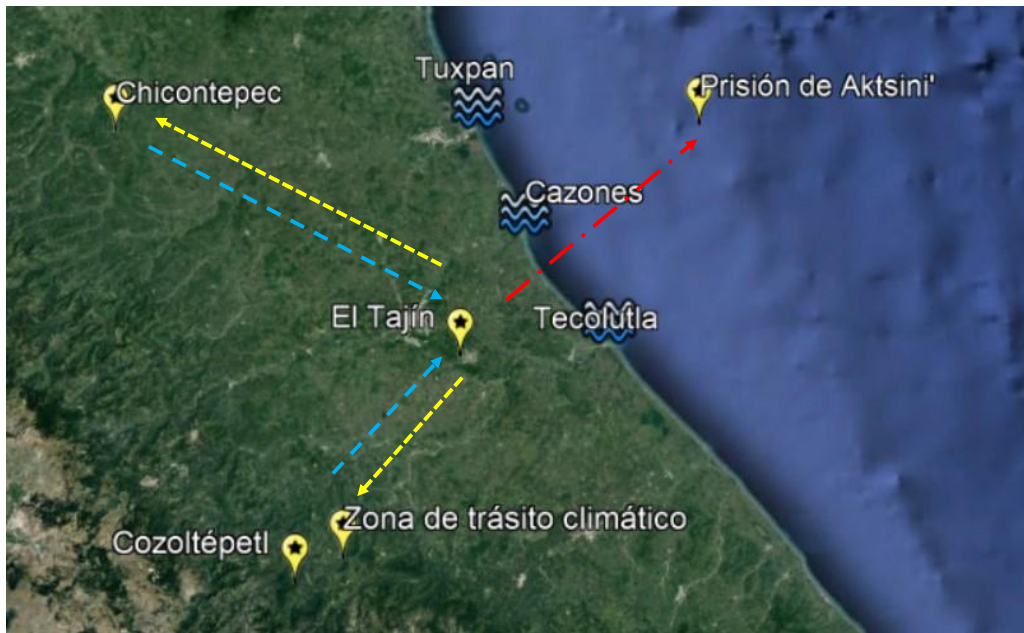 Tuxpan
Chicontepec
Prisión de Aktsini'
Cazones
El Tajín
Tecolutla
Zona de trásito climático
Cozoltépetl